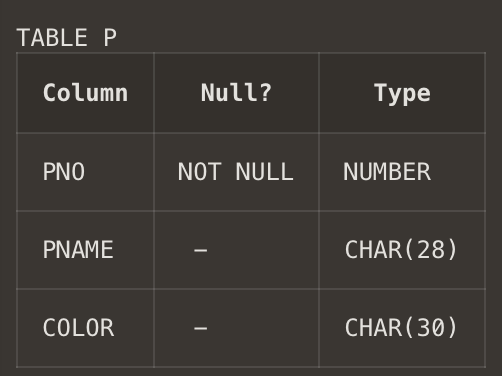 TABLE P
Column Null? Type
PNO NOT NULL NUMBER
PNAME – CHAR(28)
COLOR – CHAR(30)